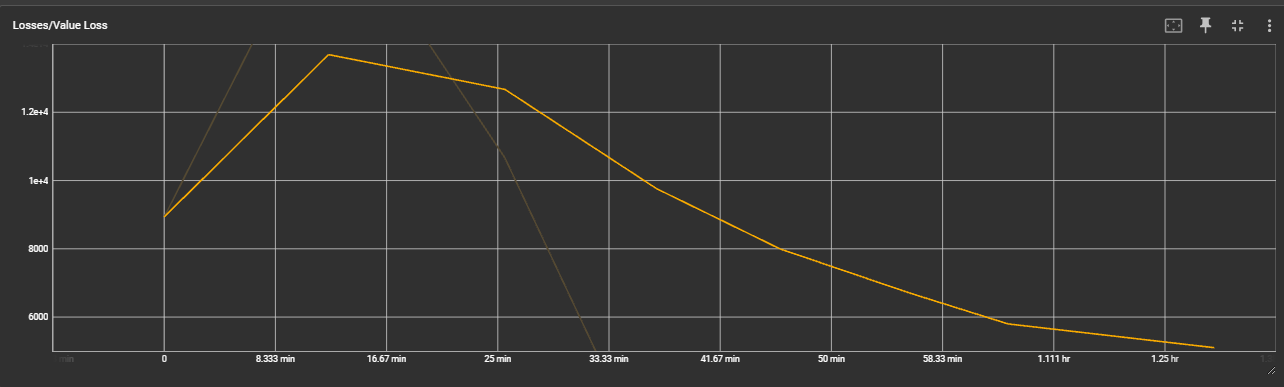 Losses/Value Loss
1.2e+4
1e+4
8000
6000
min 0 8.333 min 16.67 min 25 min 33.33 min 41.67 min 50 min 58.33 min 1.111 hr 1.25 hr